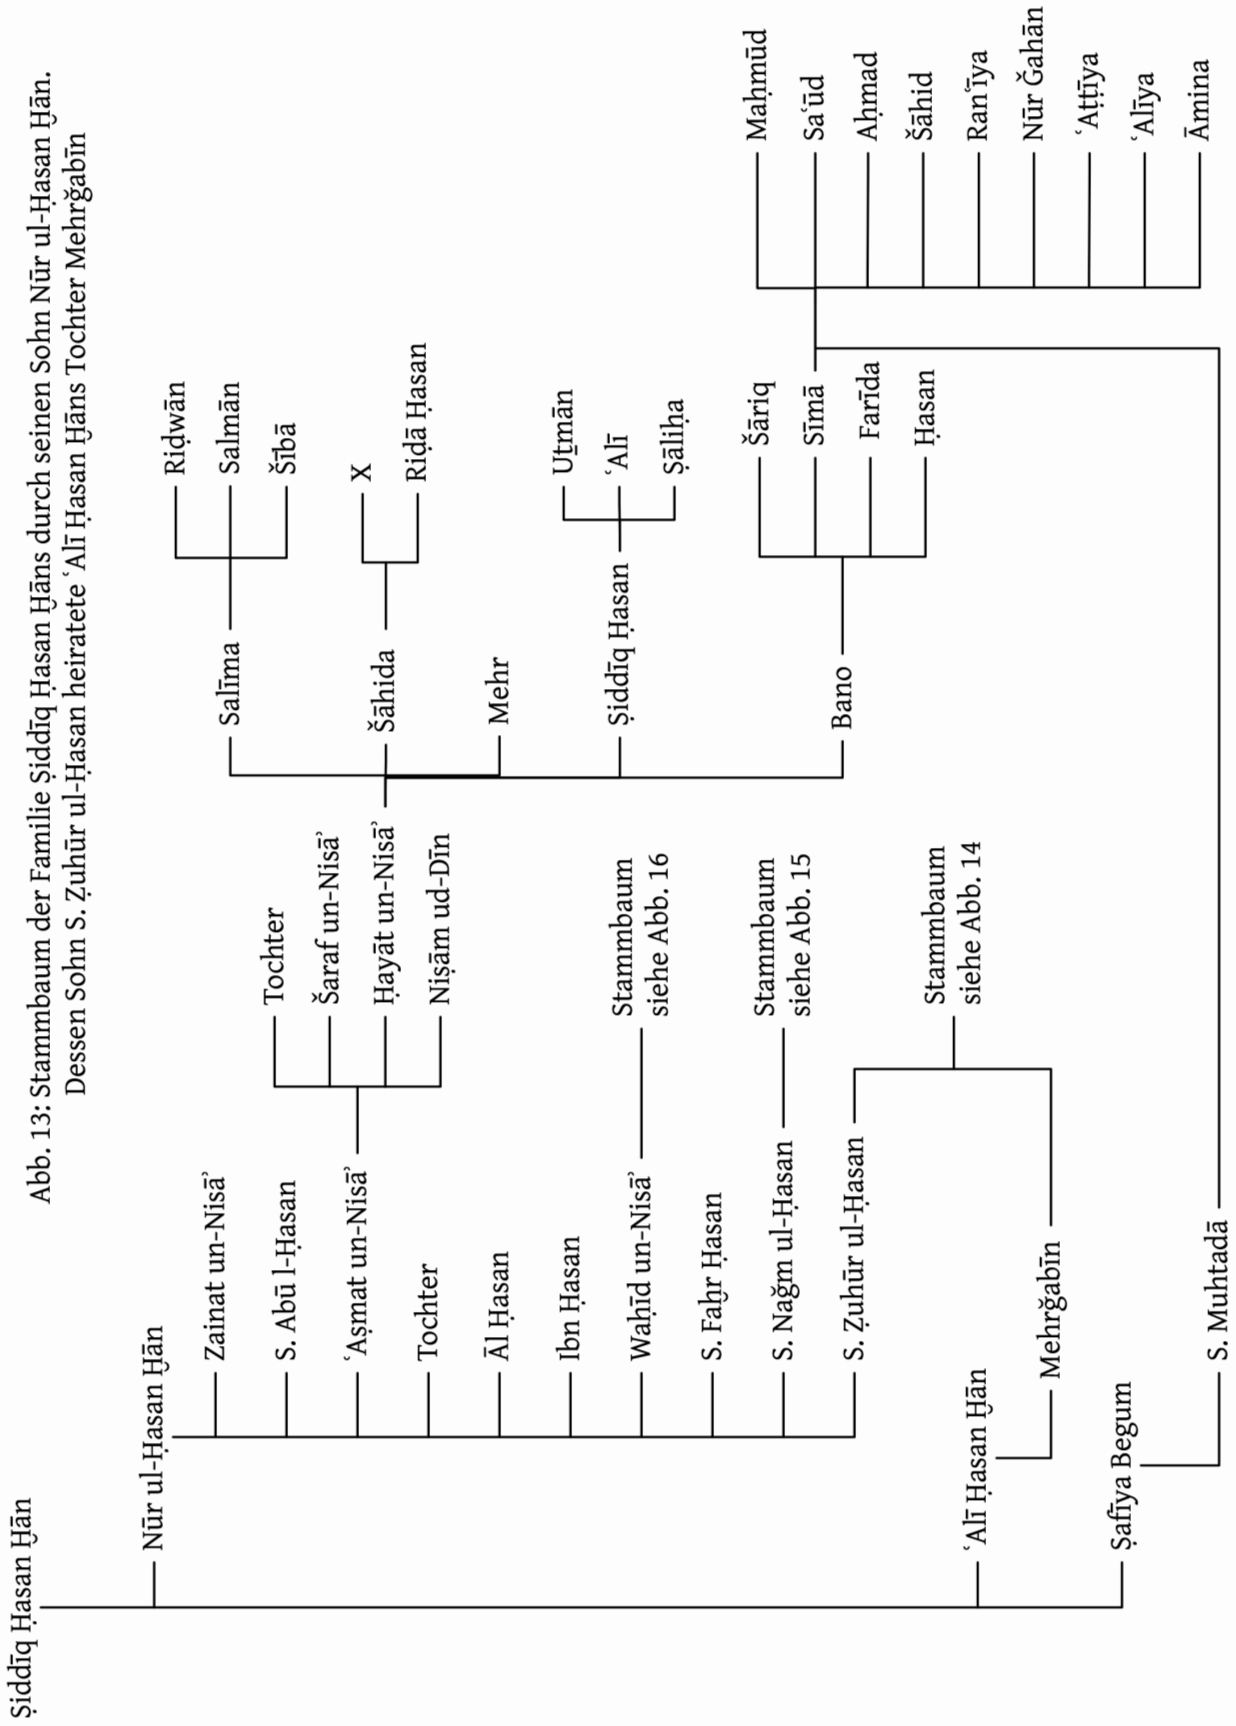 Abb. 13: Stammbaum der Familie Ṣiddīq Ḥasan Ḫāns durch seinen Sohn Nūr ul-Ḥasan Ḫān.
Dessen Sohn S. Ẓuhūr ul-Ḥasan heiratete ʿAlī Ḥasan Ḫāns Tochter Mehrǧabīn
Ṣiddīq Ḥasan Ḫān
Nūr ul-Ḥasan Ḫān
Zainat un-Nisāʾ
S. Abū l-Ḥasan
ʿAṣmat un-Nisāʾ
Tochter
Āl Ḥasan
Ibn Ḥasan
Waḥīd un-Nisāʾ
S. Faḫr Ḥasan
S. Naǧm ul-Ḥasan
S. Ẓuhūr ul-Ḥasan
Tochter
Šaraf un-Nisāʾ
Ḥayāt un-Nisāʾ
Niṣām ud-Dīn
Salīma
Riḍwān
Salmān
Šībā
Šāhida
X
Riḍā Ḥasan
Mehr
Ṣiddīq Ḥasan
Uṯmān
ʿAlī
Ṣāliḥa
Bano
Šāriq
Sīmā
Farīda
Ḥasan
Maḥmūd
Saʿūd
Aḥmad
Šāhid
Ranʿīya
Nūr Ǧahān
ʿAṭṭīya
ʿAlīya
Āmina
Stammbaum
siehe Abb. 16
Stammbaum
siehe Abb. 15
Stammbaum
siehe Abb. 14
ʿAlī Ḥasan Ḫān
Mehrǧabīn
Ṣafīya Begum
S. Muhtadā